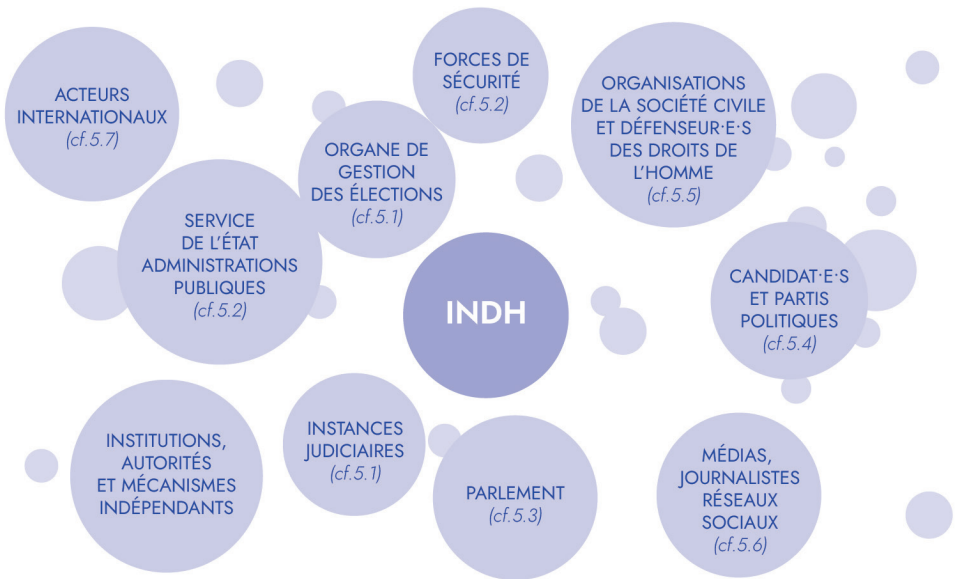 FORCES DE
SÉCURITÉ
(cf.5.2)
ACTEURS
INTERNATIONAUX
(cf.5.7)
ORGANISATIONS
DE LA SOCIÉTÉ CIVILE
ET DÉFENSEUR·E·S
DES DROITS DE
L'HOMME
(cf.5.5)
ORGANE DE
GESTION
DES ÉLECTIONS
(cf.5.1)
SERVICE
DE L'ÉTAT
ADMINISTRATIONS
PUBLIQUES
(cf.5.2)
INDH
CANDIDAT·E·S
ET PARTIS
POLITIQUES
(cf.5.4)
INSTITUTIONS,
AUTORITÉS
ET MÉCANISMES
INDÉPENDANTS
INSTANCES
JUDICIAIRES
(cf.5.1)
PARLEMENT
(cf.5.3)
MÉDIAS,
JOURNALISTES
RÉSEAUX
SOCIAUX
(cf.5.6)